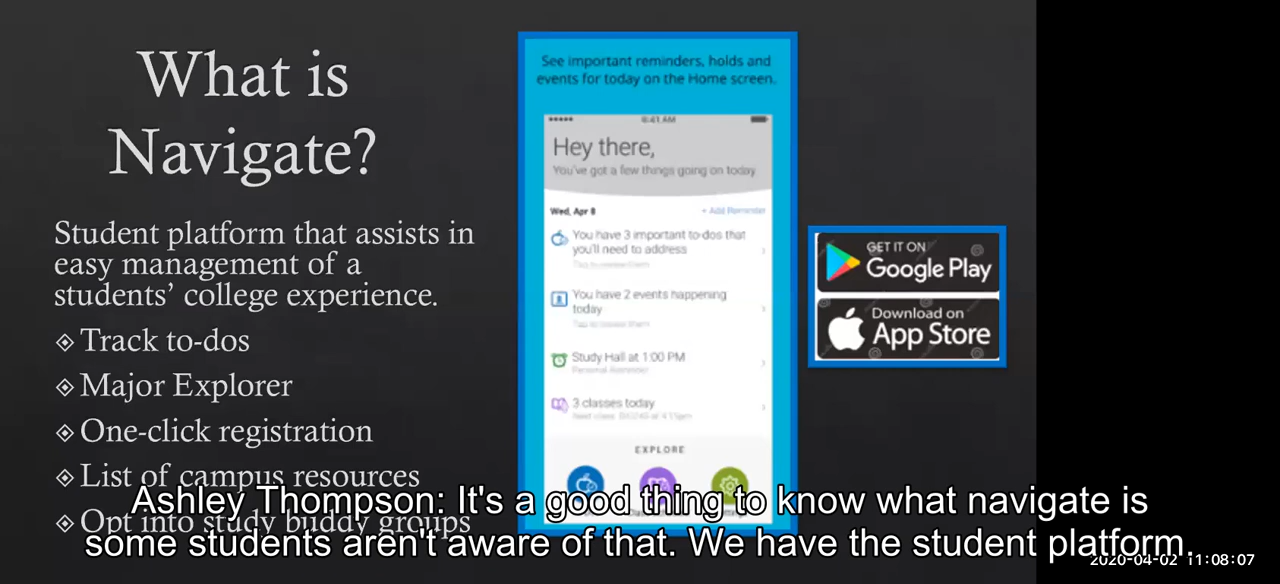 What is
Navigate?
Student platform that assists in
easy management of a
students’ college experience.
Track to-dos
Major Explorer
One-click registration
List of campus resources
Opt into study buddy groups
See important reminders, holds and
events for today on the Home screen.
9:41 AM
Hey there,
You've got a few things going on today
Wed, Apr 8
+ Add Reminder
You have 3 important to-dos that
you'll need to address
You have 2 events happening
today
Study Hall at 1:00 PM
Personal Reminder
3 classes today
EXPLORE
GET IT ON
Google Play
Download on
App Store
Ashley Thompson: It's a good thing to know what navigate is
some students aren't aware of that. We have the student platform.
2020-04-02 11:08:07